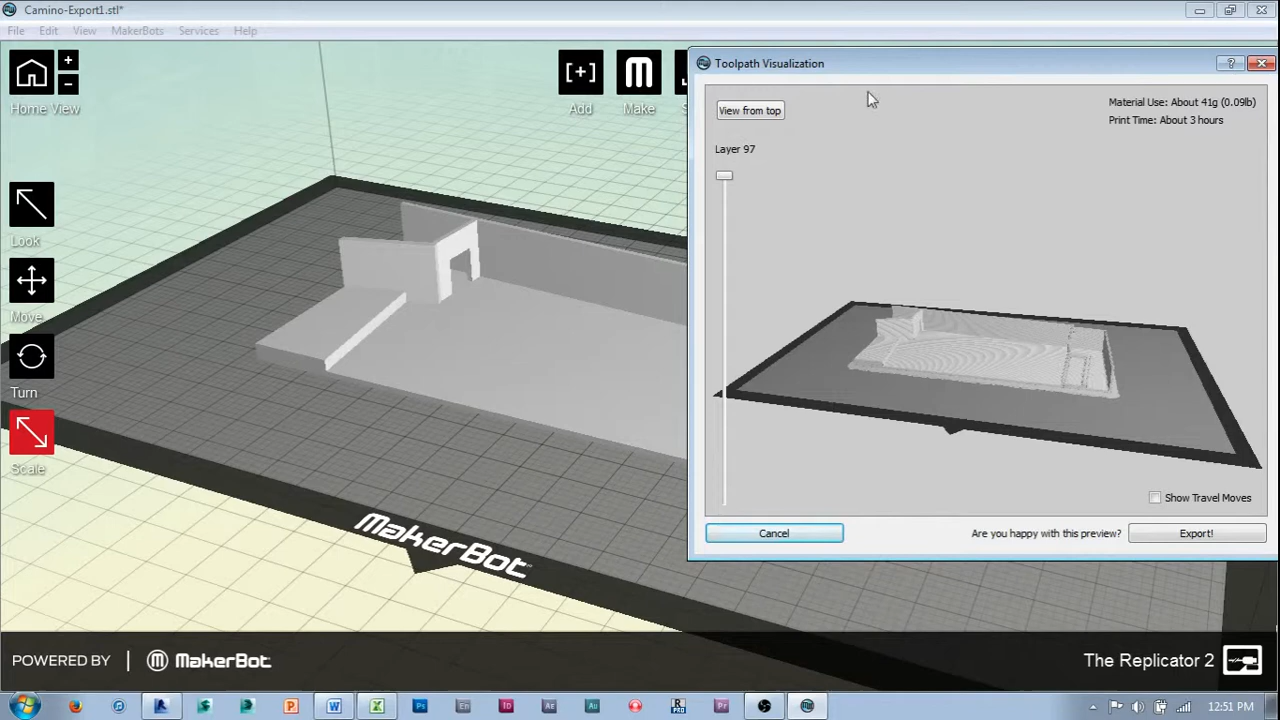 Camino-Export1.stl*
File Edit View MakerBots Services Help
Home View
+
-
Look
Move
Turn
Scale
[+]
Add
Make
Toolpath Visualization
View from top
Material Use: About 41g (0.09lb)
Print Time: About 3 hours
Layer 97
Show Travel Moves
Cancel
Are you happy with this preview?
Export!
MakerBot
POWERED BY | MakerBot
The Replicator 2
12:51 PM